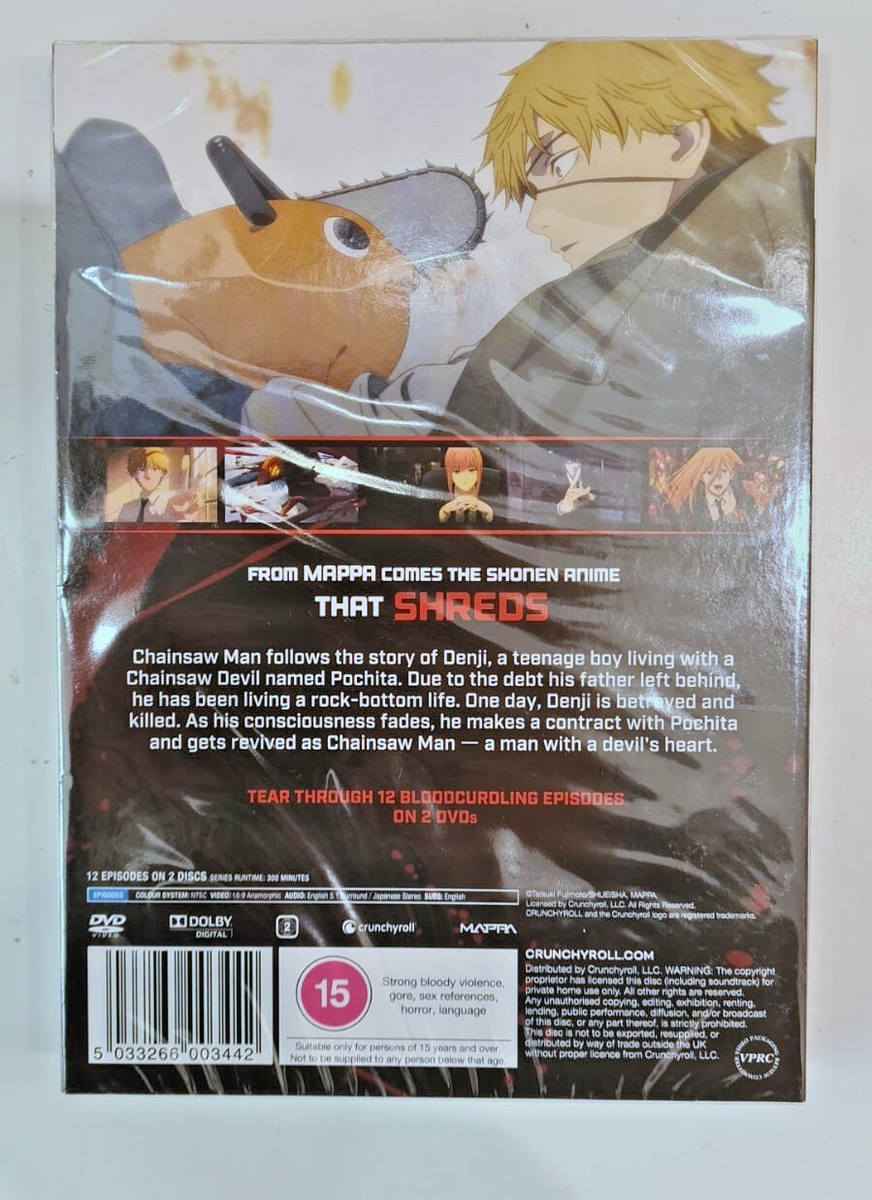 FROM MAPPA COMES THE SHONEN ANIME
THAT SHREDS
Chainsaw Man follows the story of Denji, a teenage boy living with a
Chainsaw Devil named Pochita. Due to the debt his father left behind,
he has been living a rock-bottom life. One day, Denji is betrayed and
killed. As his consciousness fades, he makes a contract with Pochita
and gets revived as Chainsaw Man — a man with a devil's heart.
TEAR THROUGH 12 BLOODCURDLING EPISODES
ON 2 DVDs
12 EPISODES ON 2 DISCS SERIES RUNTIME: 300 MINUTES
EPISODES COLOUR SYSTEM: NTSC VIDEO: 16:9 Anamorphic AUDIO: English 5.1 Surround / Japanese Stereo SUBS: English
©Tatsuki Fujimoto/SHUEISHA, MAPPA
Licensed by Crunchyroll, LLC. All Rights Reserved.
CRUNCHYROLL and the Crunchyroll logo are registered trademarks.
DVD VIDEO
DOLBY DIGITAL
2
crunchyroll
MAPPA
5 033266 003442
15
Strong bloody violence,
gore, sex references,
horror, language
Suitable only for persons of 15 years and over.
Not to be supplied to any person below that age.
CRUNCHYROLL.COM
Distributed by Crunchyroll, LLC. WARNING: The copyright
proprietor has licensed this disc (including soundtrack) for
private home use only. All other rights are reserved.
Any unauthorised copying, editing, exhibition, renting,
lending, public performance, diffusion, and/or broadcast
of this disc, or any part thereof, is strictly prohibited.
This disc is not to be exported, resupplied, or
distributed by way of trade outside the UK
without proper licence from Crunchyroll, LLC.
VIDEO PACKAGING REVIEW COMMITTEE
VPRC